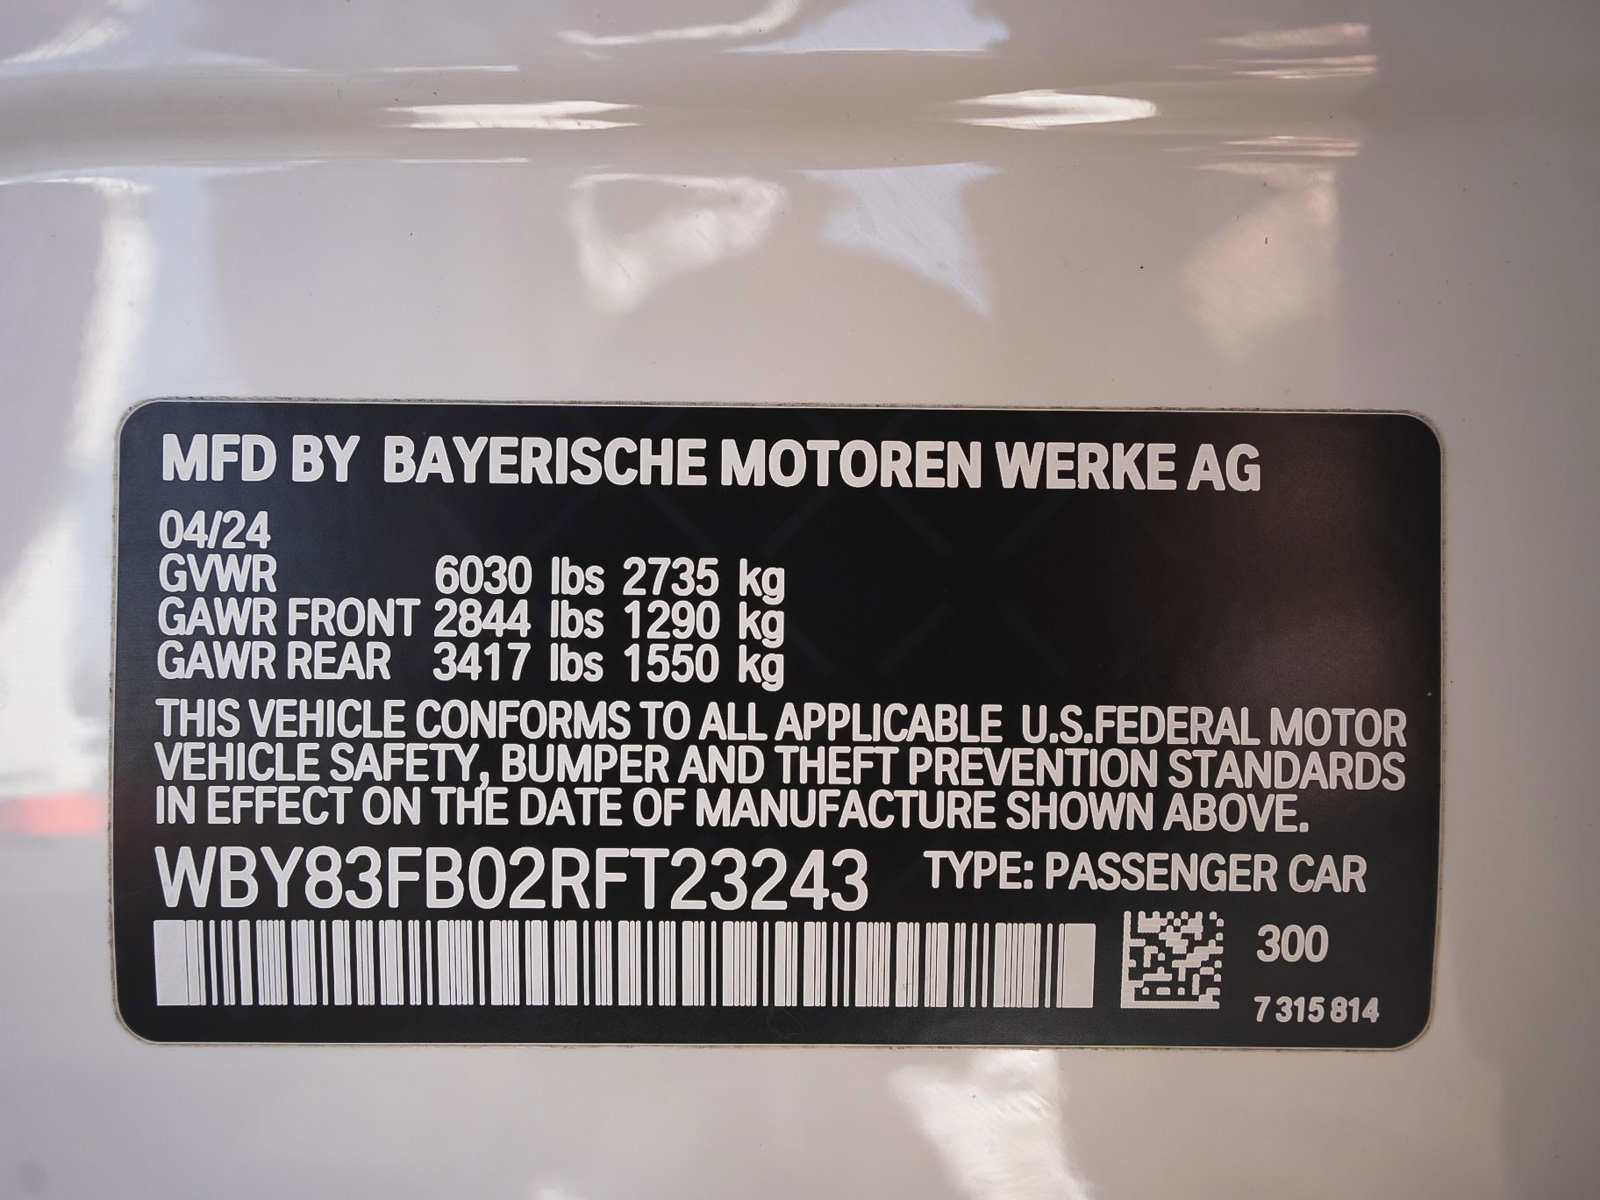 MFD BY BAYERISCHE MOTOREN WERKE AG
04/24
GVWR 6030 lbs 2735 kg
GAWR FRONT 2844 lbs 1290 kg
GAWR REAR 3417 lbs 1550 kg
THIS VEHICLE CONFORMS TO ALL APPLICABLE U.S.FEDERAL MOTOR
VEHICLE SAFETY, BUMPER AND THEFT PREVENTION STANDARDS
IN EFFECT ON THE DATE OF MANUFACTURE SHOWN ABOVE.
WBY83FB02RFT23243 TYPE: PASSENGER CAR
300
7 315 814